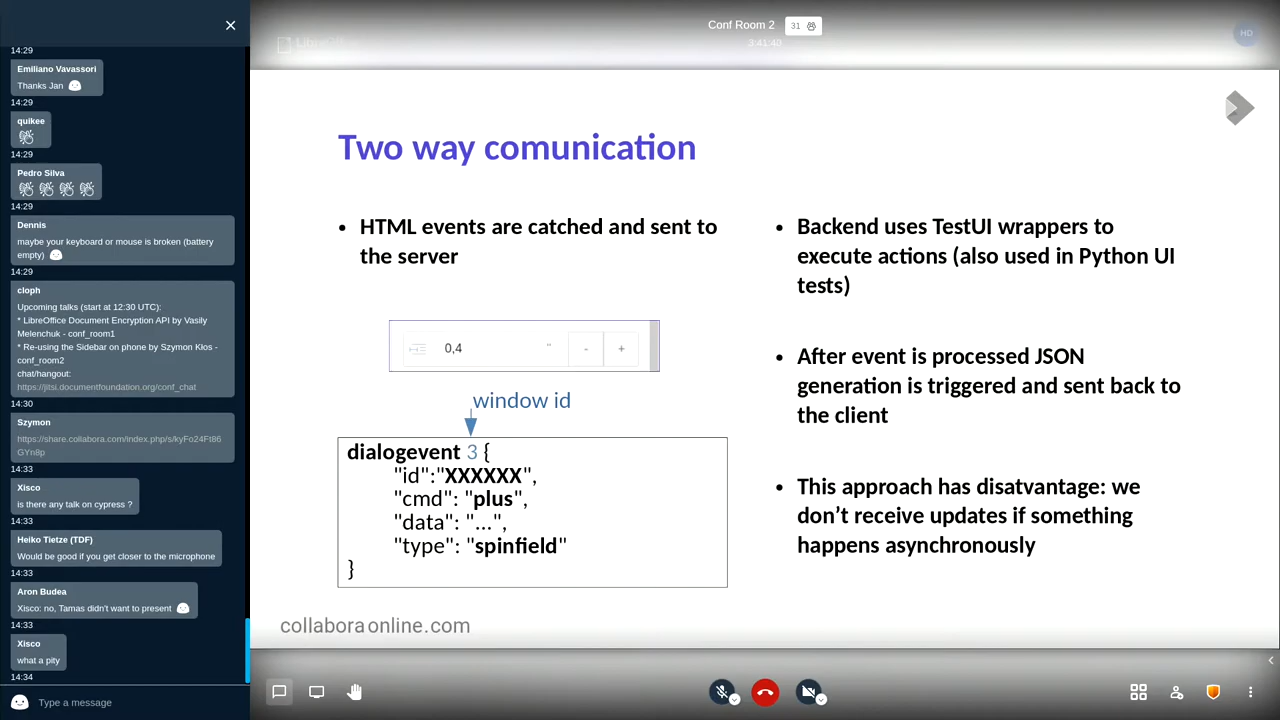 14:29
Emiliano Vavassori
Thanks Jan
14:29
quikee
14:29
Pedro Silva
14:29
Dennis
maybe your keyboard or mouse is broken (battery
empty)
14:29
cloph
Upcoming talks (start at 12:30 UTC):
* LibreOffice Document Encryption API by Vasily
Melenchuk - conf_room1
* Re-using the Sidebar on phone by Szymon Kłos -
conf_room2
chat/hangout:
https://jitsi.documentfoundation.org/conf_chat
14:30
Szymon
https://share.collabora.com/index.php/s/kyFo24Ft86
GYn8p
14:33
Xisco
is there any talk on cypress ?
14:33
Heiko Tietze (TDF)
Would be good if you get closer to the microphone
14:33
Aron Budea
Xisco: no, Tamas didn't want to present
14:33
Xisco
what a pity
14:34
Type a message
Conf Room 2
31
3:41:40
HD
Two way comunication
• HTML events are catched and sent to
the server
0,4 "
- +
window id
dialogevent 3 {
"id":"XXXXXX",
"cmd": "plus",
"data": "...",
"type": "spinfield"
}
• Backend uses TestUI wrappers to
execute actions (also used in Python UI
tests)
• After event is processed JSON
generation is triggered and sent back to
the client
• This approach has disatvantage: we
don't receive updates if something
happens asynchronously
collaboraonline.com